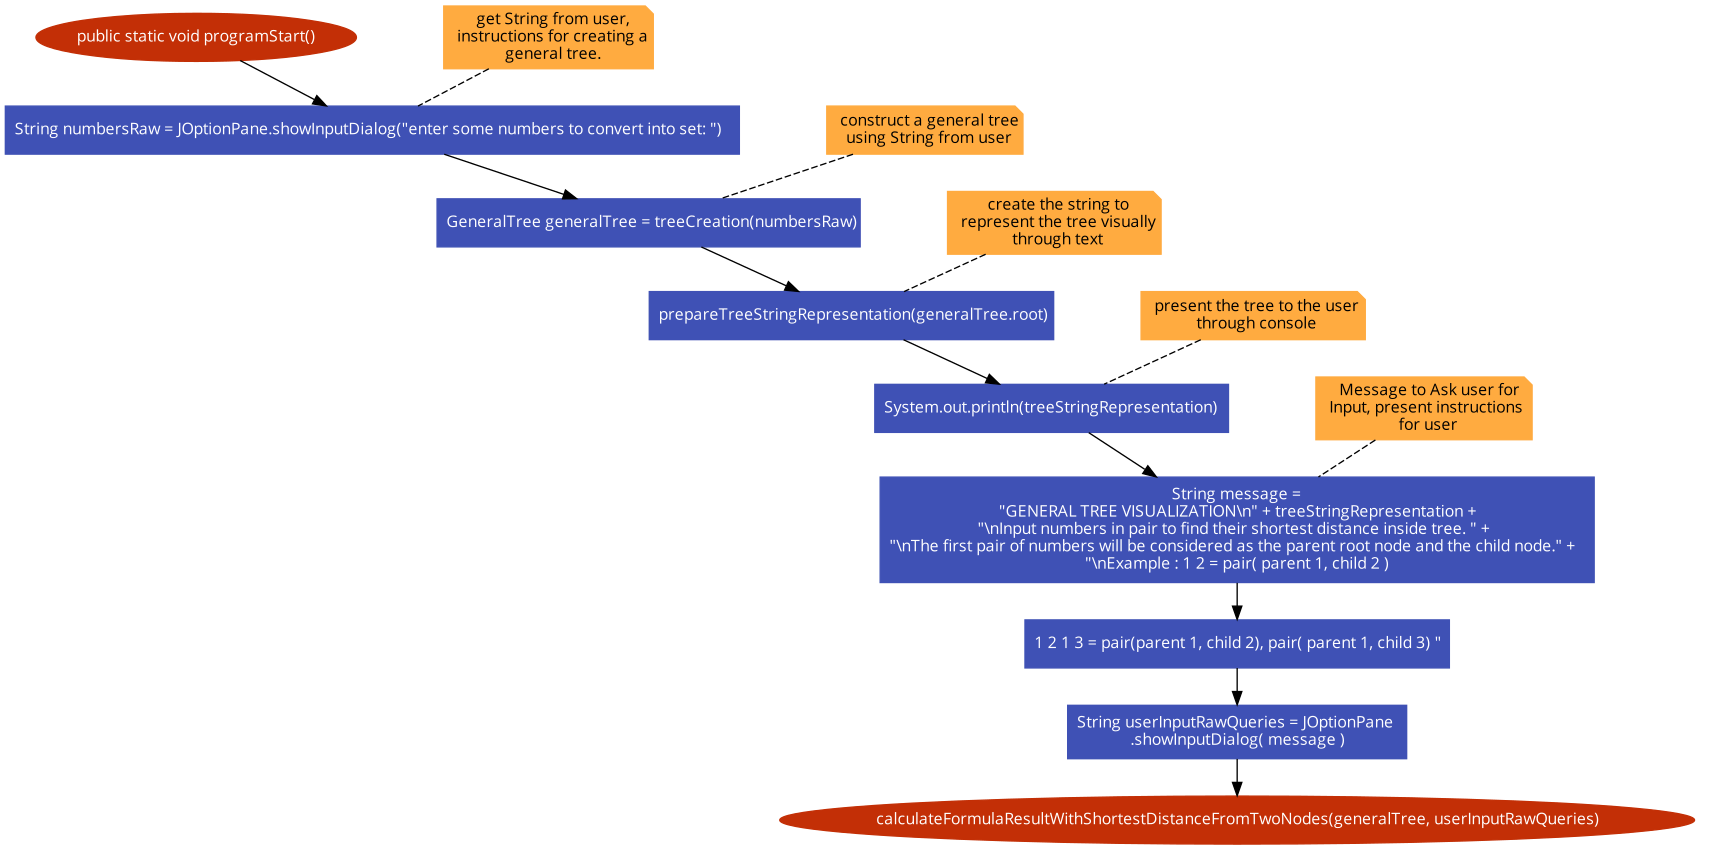 public static void programStart()
get String from user,
instructions for creating a
general tree.
String numbersRaw = JOptionPane.showInputDialog("enter some numbers to convert into set: ")
construct a general tree
using String from user
GeneralTree generalTree = treeCreation(numbersRaw)
create the string to
represent the tree visually
through text
prepareTreeStringRepresentation(generalTree.root)
present the tree to the user
through console
System.out.println(treeStringRepresentation)
Message to Ask user for
Input, present instructions
for user
String message =
"GENERAL TREE VISUALIZATION\n" + treeStringRepresentation +
"\nInput numbers in pair to find their shortest distance inside tree. " +
"\nThe first pair of numbers will be considered as the parent root node and the child node." +
"\nExample : 1 2 = pair( parent 1, child 2 )
1 2 1 3 = pair(parent 1, child 2), pair( parent 1, child 3) "
String userInputRawQueries = JOptionPane
.showInputDialog( message )
calculateFormulaResultWithShortestDistanceFromTwoNodes(generalTree, userInputRawQueries)